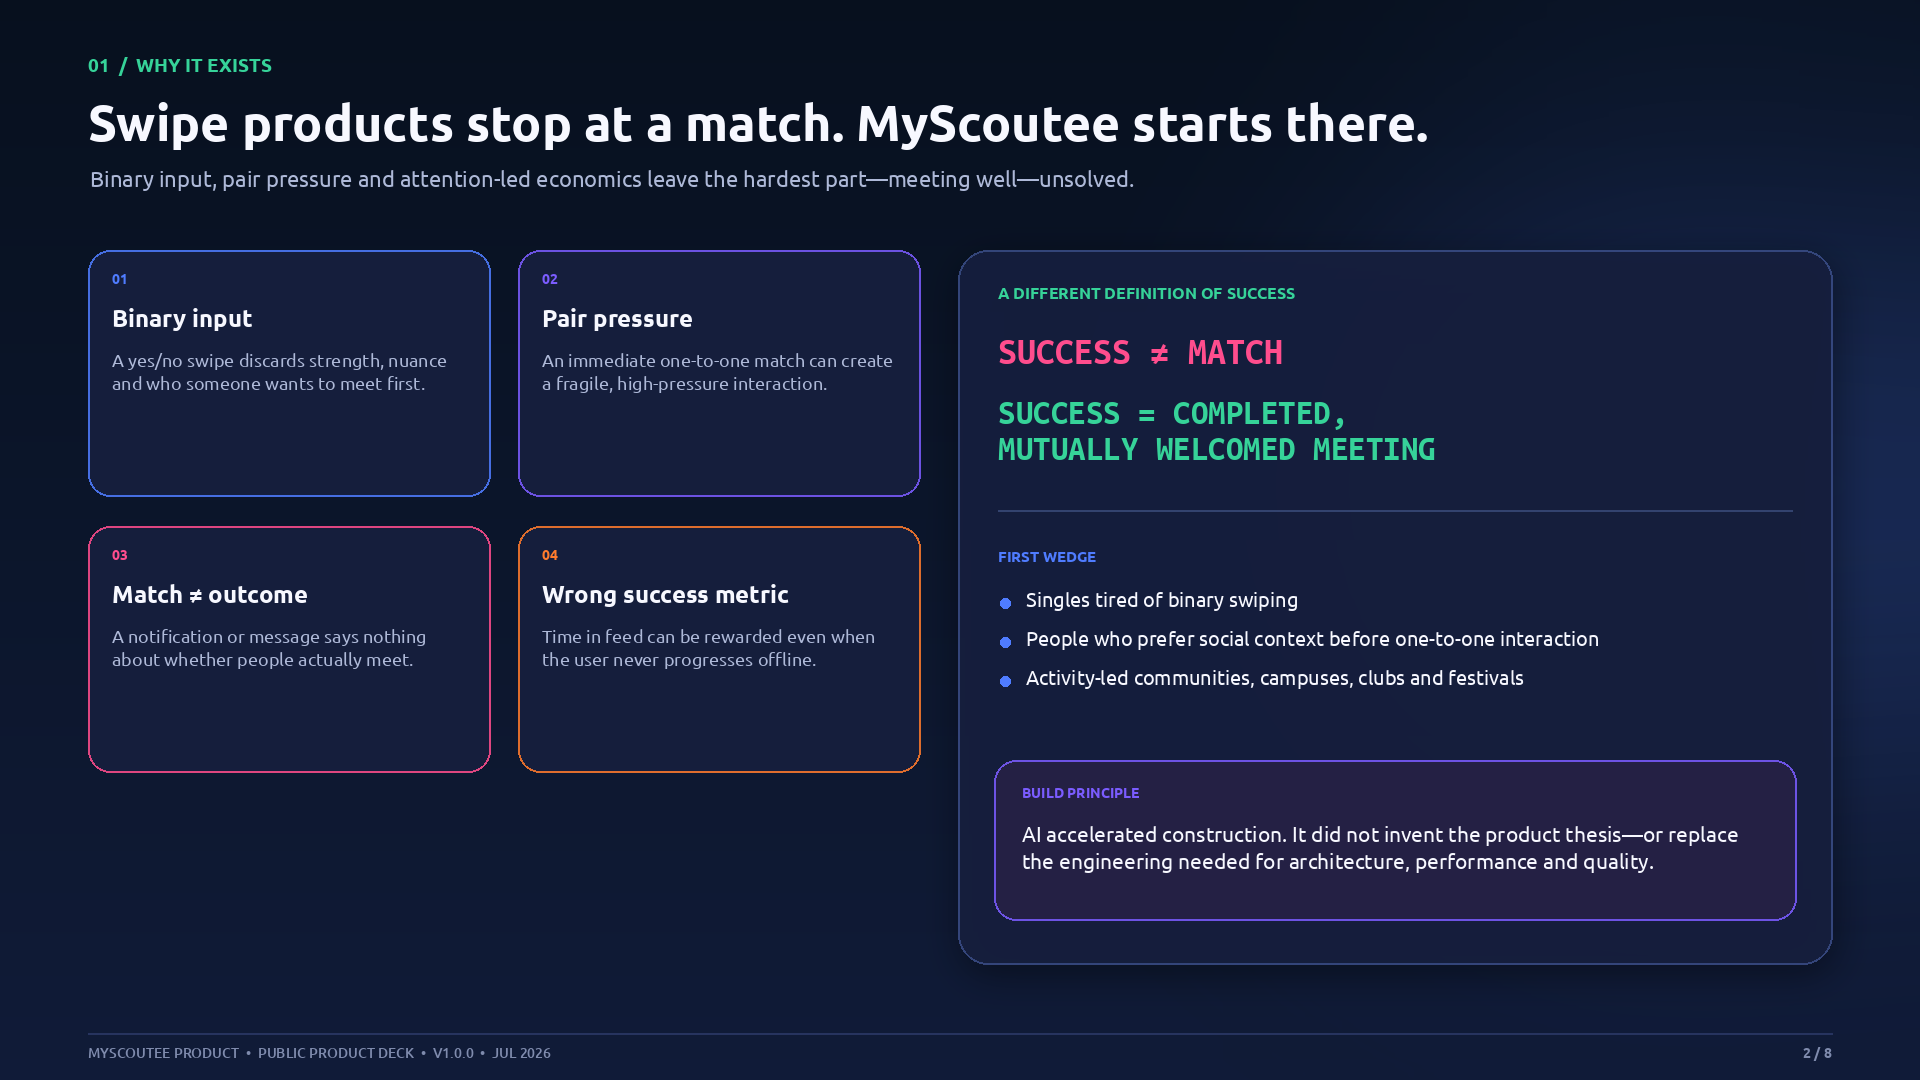 01 / WHY IT EXISTS
Swipe products stop at a match. MyScoutee starts there.
Binary input, pair pressure and attention-led economics leave the hardest part—meeting well—unsolved.
01
Binary input
A yes/no swipe discards strength, nuance
and who someone wants to meet first.
02
Pair pressure
An immediate one-to-one match can create
a fragile, high-pressure interaction.
03
Match ≠ outcome
A notification or message says nothing
about whether people actually meet.
04
Wrong success metric
Time in feed can be rewarded even when
the user never progresses offline.
A DIFFERENT DEFINITION OF SUCCESS
SUCCESS ≠ MATCH
SUCCESS = COMPLETED,
MUTUALLY WELCOMED MEETING
FIRST WEDGE
● Singles tired of binary swiping
● People who prefer social context before one-to-one interaction
● Activity-led communities, campuses, clubs and festivals
BUILD PRINCIPLE
AI accelerated construction. It did not invent the product thesis—or replace
the engineering needed for architecture, performance and quality.
MYSCOUTEE PRODUCT • PUBLIC PRODUCT DECK • V1.0.0 • JUL 2026
2 / 8